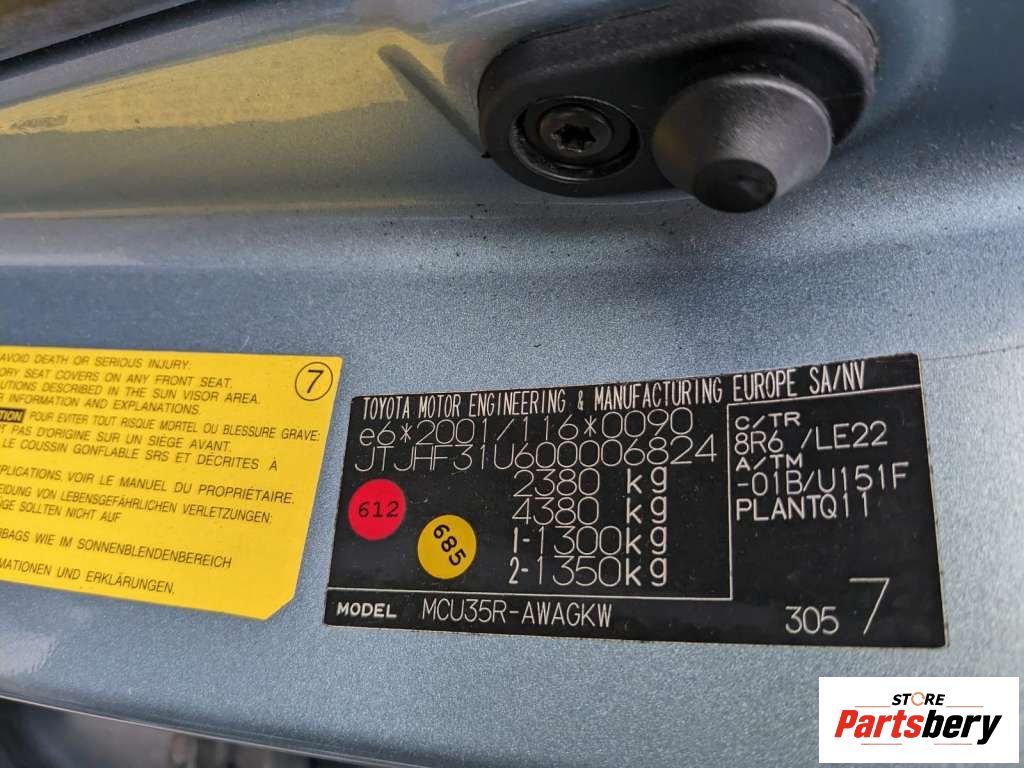 AVOID DEATH OR SERIOUS INJURY:
ORY SEAT COVERS ON ANY FRONT SEAT.
UTIONS DESCRIBED IN THE SUN VISOR AREA.
R INFORMATION AND EXPLANATIONS.
7
POUR EVITER TOUT RISQUE MORTEL OU BLESSURE GRAVE:
T PAS D'ORIGINE SUR UN SIÈGE AVANT.
LE COUSSIN GONFLABLE SRS ET DÉCRITES À
XPLICATIONS, VOIR LE MANUEL DU PROPRIÉTAIRE.
EIDUNG VON LEBENSGEFÄHRLICHEN VERLETZUNGEN:
ÜGE SOLLTEN NICHT AUF
RBAGS WIE IM SONNENBLENDENBEREICH
RMATIONEN UND ERKLÄRUNGEN.
TOYOTA MOTOR ENGINEERING & MANUFACTURING EUROPE SA/NV
e6*2001/116*0090
JTJHF31U600006824
2380 kg
4380 kg
1-1300kg
2-1350kg
612
685
C/TR
8R6 /LE22
A/TM
-01B/U151F
PLANTQ11
MODEL MCU35R-AWAGKW
305 7
STORE
Partsbery